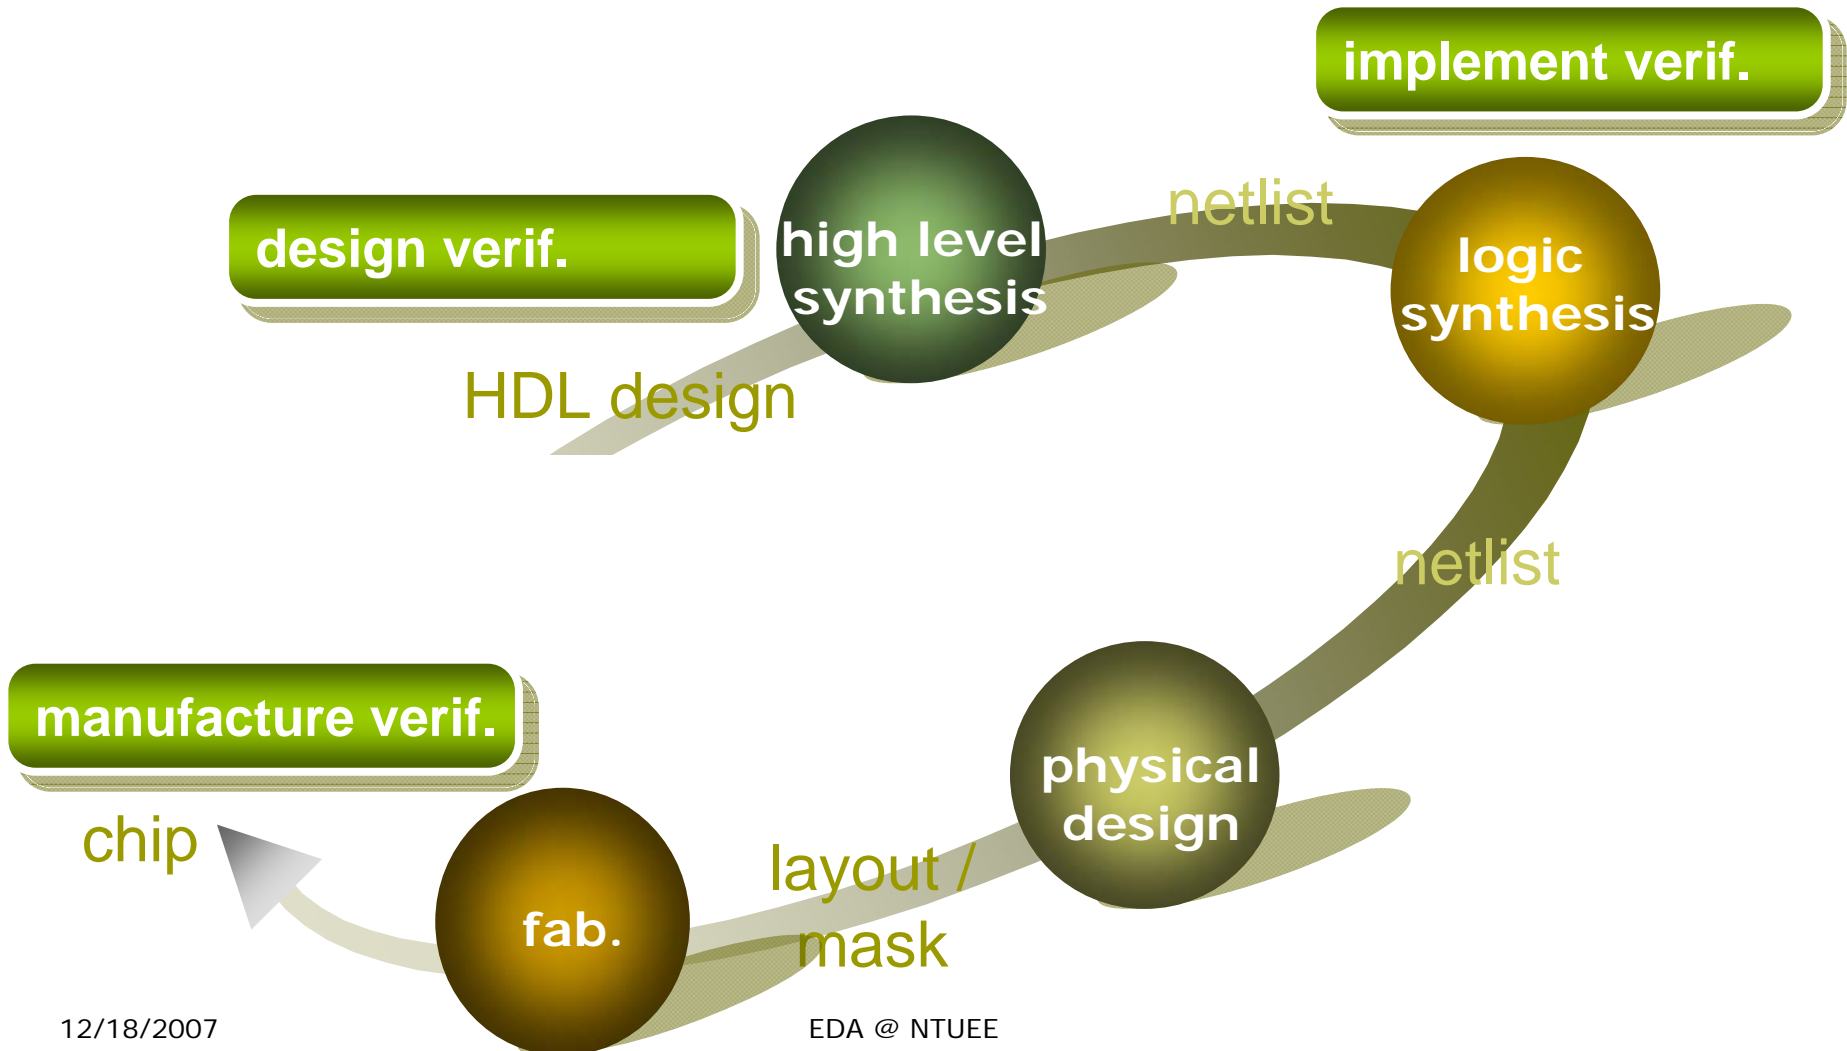 implement verif.
design verif.
high level
synthesis
netlist
logic
synthesis
HDL design
netlist
manufacture verif.
physical
design
chip
layout /
mask
fab.
12/18/2007
EDA @ NTUEE